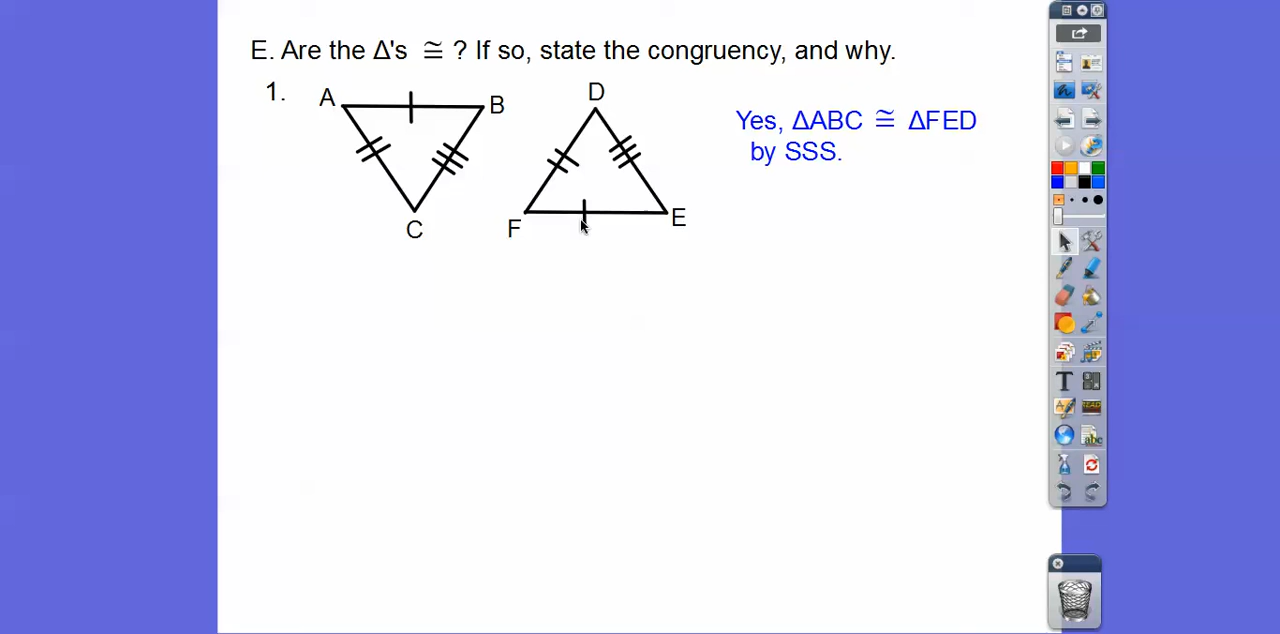 E. Are the Δ's ≅ ? If so, state the congruency, and why.
1.
A
B
C
D
F
E
Yes, ΔABC ≅ ΔFED
by SSS.